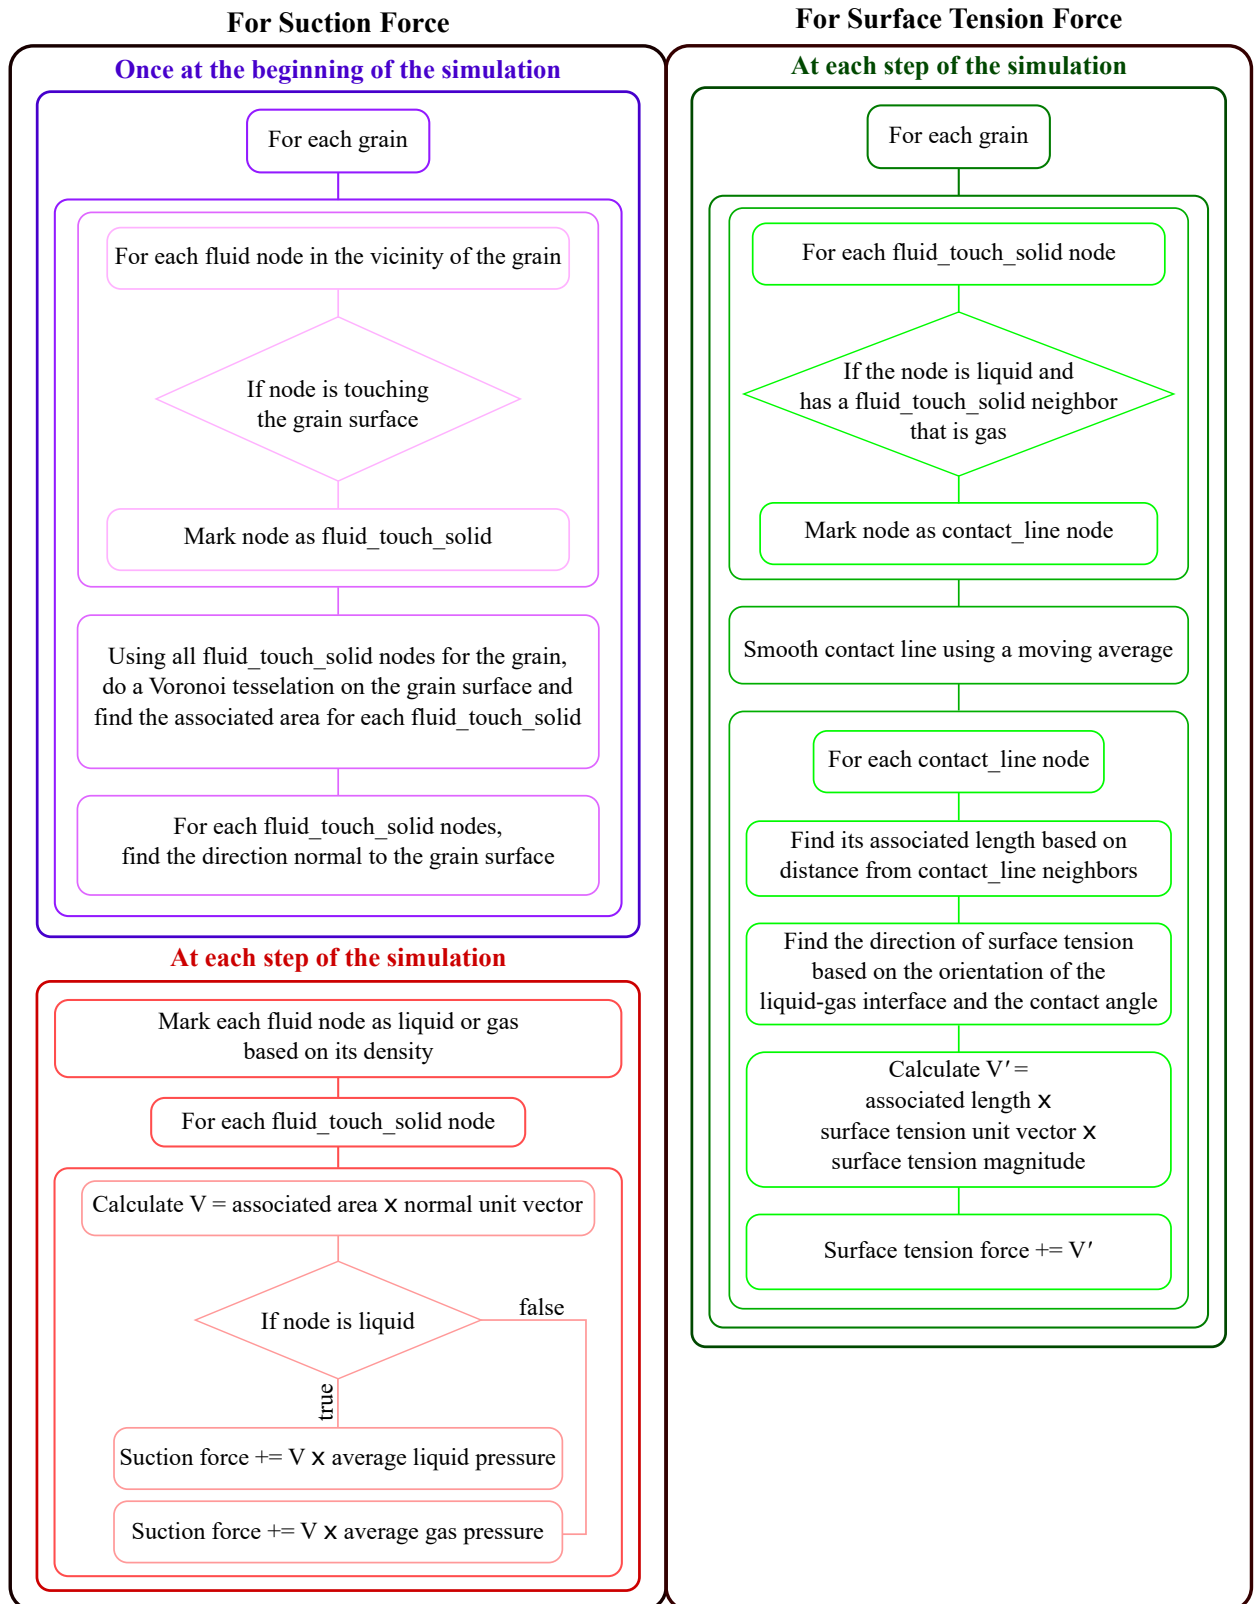 For Suction Force
Once at the beginning of the simulation
For each grain
For each fluid node in the vicinity of the grain
If node is touching
the grain surface
Mark node as fluid_touch_solid
Using all fluid_touch_solid nodes for the grain,
do a Voronoi tesselation on the grain surface and
find the associated area for each fluid_touch_solid
For each fluid_touch_solid nodes,
find the direction normal to the grain surface
At each step of the simulation
Mark each fluid node as liquid or gas
based on its density
For each fluid_touch_solid node
Calculate V = associated area x normal unit vector
If node is liquid
false
true
Suction force += V x average liquid pressure
Suction force += V x average gas pressure
For Surface Tension Force
At each step of the simulation
For each grain
For each fluid_touch_solid node
If the node is liquid and
has a fluid_touch_solid neighbor
that is gas
Mark node as contact_line node
Smooth contact line using a moving average
For each contact_line node
Find its associated length based on
distance from contact_line neighbors
Find the direction of surface tension
based on the orientation of the
liquid-gas interface and the contact angle
Calculate V′ =
associated length x
surface tension unit vector x
surface tension magnitude
Surface tension force += V′